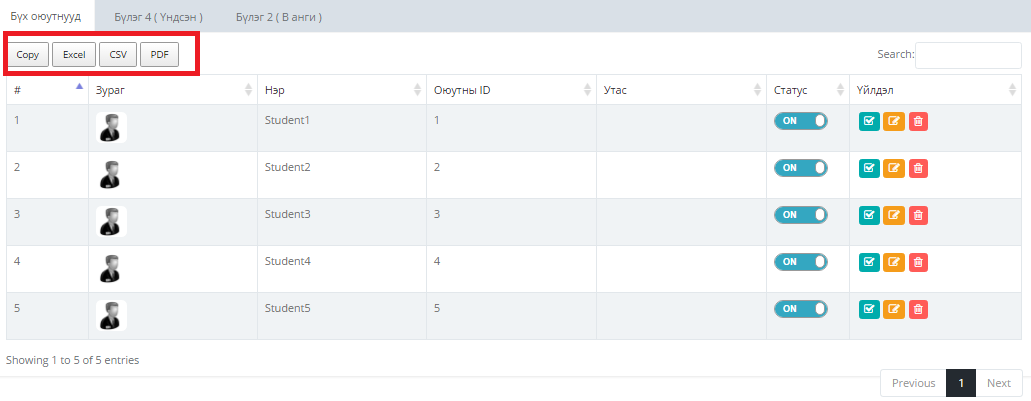 Бүх оюутнууд Бүлэг 4 ( Үндсэн ) Бүлэг 2 ( В анги )
Copy Excel CSV PDF Search:
# Зураг Нэр Оюутны ID Утас Статус Үйлдэл
1 Student1 1 ON
2 Student2 2 ON
3 Student3 3 ON
4 Student4 4 ON
5 Student5 5 ON
Showing 1 to 5 of 5 entries
Previous 1 Next